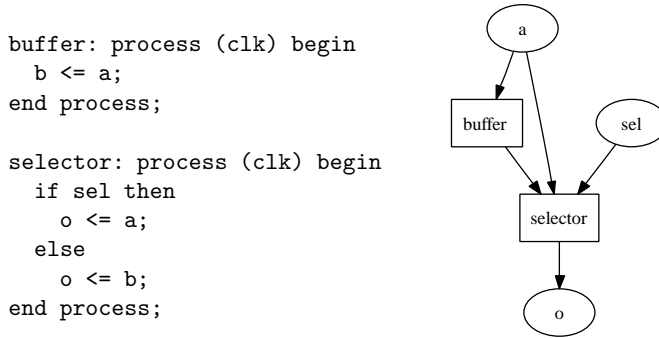 buffer: process (clk) begin
  b <= a;
end process;

selector: process (clk) begin
  if sel then
    o <= a;
  else
    o <= b;
end process;

a
buffer
sel
selector
o